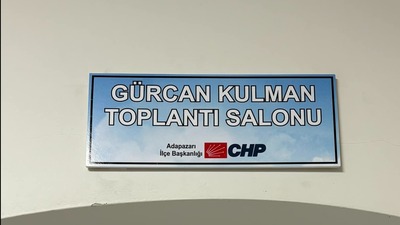 GÜRCAN KULMAN
TOPLANTI SALONU
Adapazarı
İlçe Başkanlığı CHP